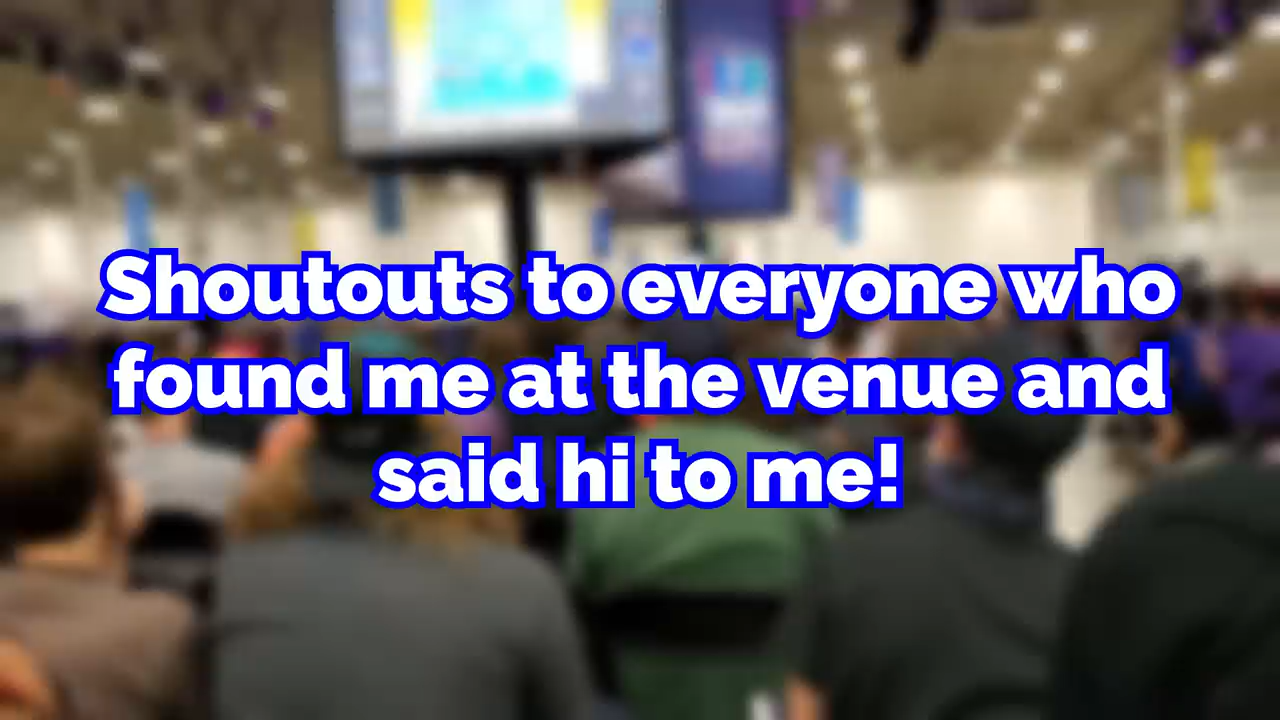 Shoutouts to everyone who
found me at the venue and
said hi to me!